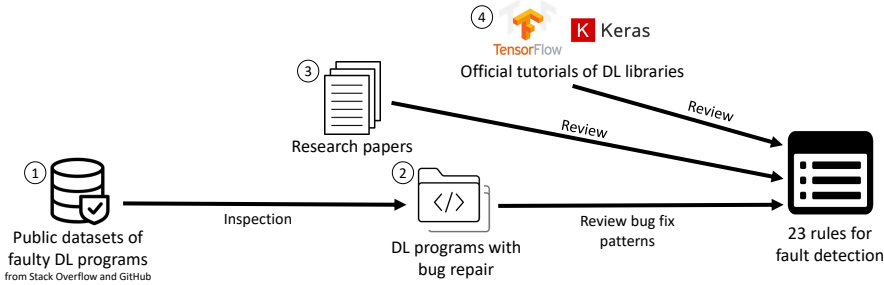 4
TensorFlow
K Keras
Official tutorials of DL libraries
3
Research papers
Review
Review
1
Public datasets of
faulty DL programs
from Stack Overflow and GitHub
Inspection
2
</>
DL programs with
bug repair
Review bug fix
patterns
23 rules for
fault detection